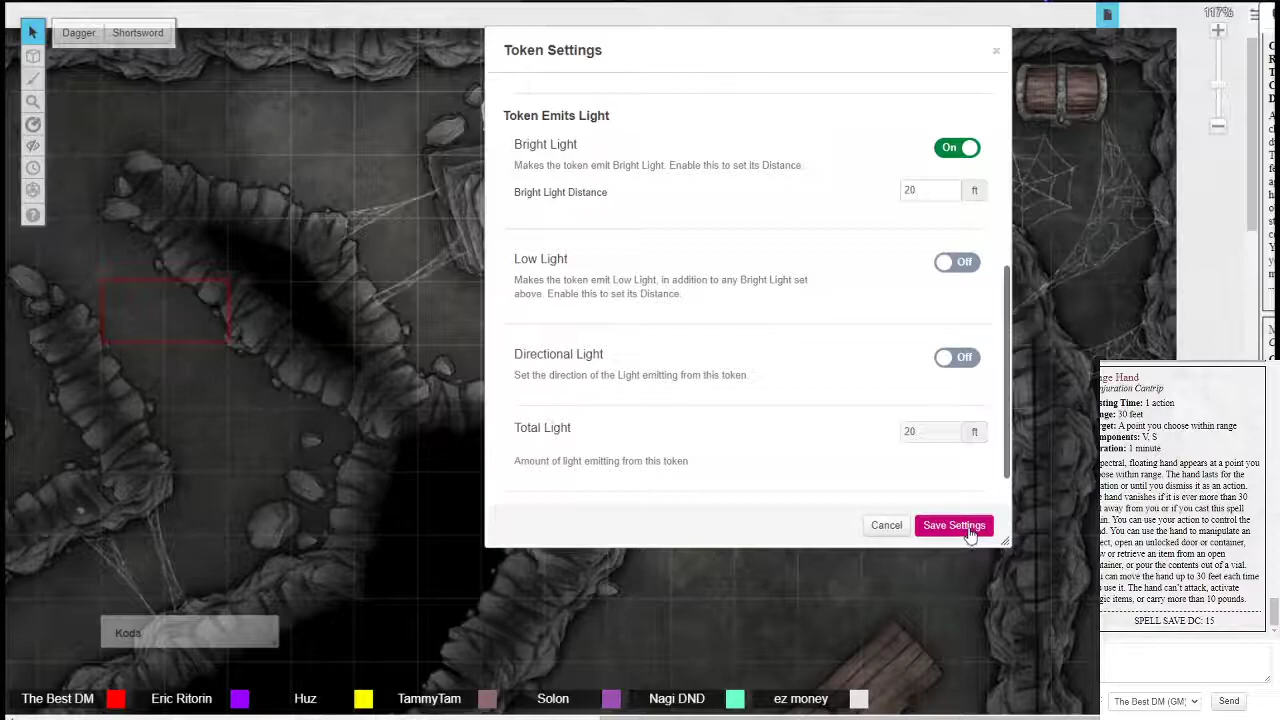 Dagger
Shortsword
117%
Token Settings
×
Token Emits Light
Bright Light
On
Makes the token emit Bright Light. Enable this to set its Distance.
Bright Light Distance
20
ft
Low Light
Off
Makes the token emit Low Light, in addition to any Bright Light set
above. Enable this to set its Distance.
Directional Light
Off
Set the direction of the Light emitting from this token.
Total Light
20
ft
Amount of light emitting from this token
Cancel
Save Settings
Koda
The Best DM
Eric Ritorin
Huz
TammyTam
Solon
Nagi DND
ez money
ge Hand
njuration Cantrip
sting Time: 1 action
nge: 30 feet
rget: A point you choose within range
mponents: V, S
ration: 1 minute
spectral, floating hand appears at a point you
oose within range. The hand lasts for the
ration or until you dismiss it as an action.
e hand vanishes if it is ever more than 30
t away from you or if you cast this spell
ain. You can use your action to control the
nd. You can use the hand to manipulate an
ject, open an unlocked door or container,
ow or retrieve an item from an open
ntainer, or pour the contents out of a vial.
u can move the hand up to 30 feet each time
u use it. The hand can't attack, activate
gic items, or carry more than 10 pounds.
SPELL SAVE DC: 15
The Best DM (GM)
Send